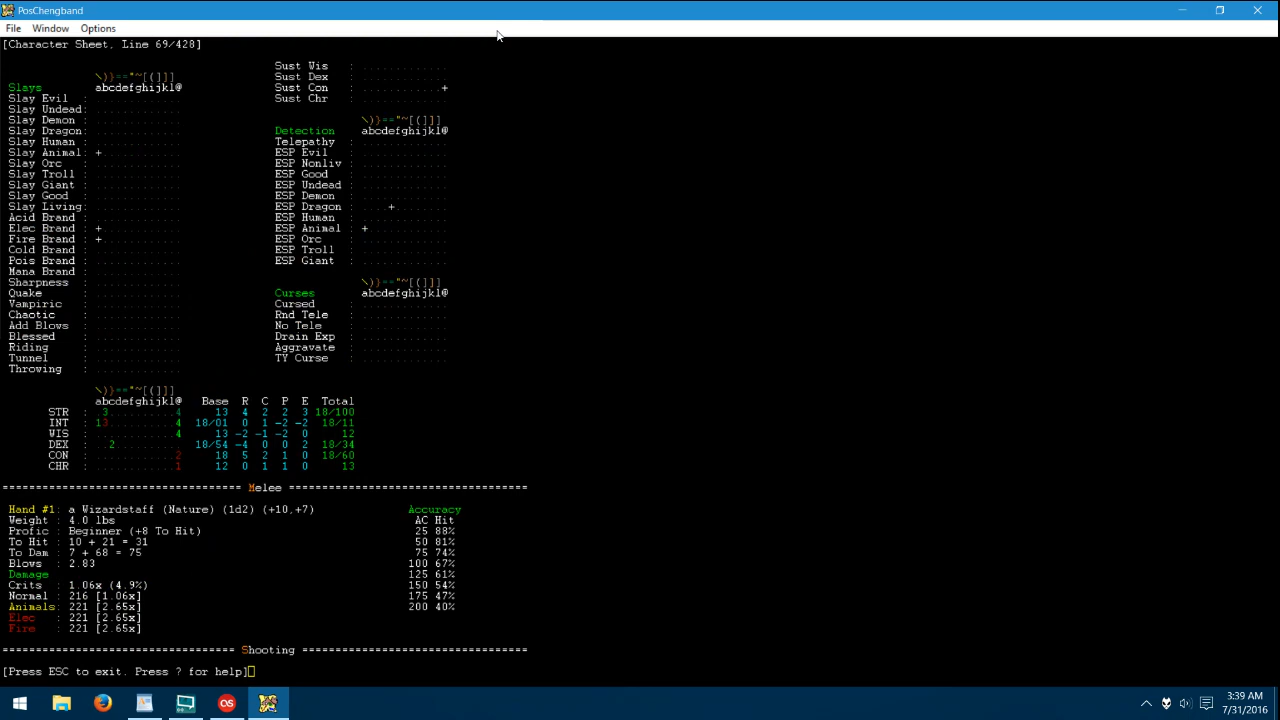 PosChengband
File Window Options
[Character Sheet, Line 69/428]
Sust Wis : .............
\)}=="~[(]]] Sust Dex : .............
Slays abcdefghijkl@ Sust Con : ............+
Slay Evil : ............. Sust Chr : .............
Slay Undead: .............
Slay Demon : ............. \)}=="~[(]]]
Slay Dragon: ............. Detection abcdefghijkl@
Slay Human : ............. Telepathy : .............
Slay Animal: +............ ESP Evil : .............
Slay Orc : ............. ESP Nonliv : .............
Slay Troll : ............. ESP Good : .............
Slay Giant : ............. ESP Undead : .............
Slay Good : ............. ESP Demon : .............
Slay Living: ............. ESP Dragon : ....+........
Acid Brand : ............. ESP Human : .............
Elec Brand : +............ ESP Animal : +............
Fire Brand : +............ ESP Orc : .............
Cold Brand : ............. ESP Troll : .............
Pois Brand : ............. ESP Giant : .............
Mana Brand : .............
Sharpness : ............. \)}=="~[(]]]
Quake : ............. Curses abcdefghijkl@
Vampiric : ............. Cursed : .............
Chaotic : ............. Rnd Tele : .............
Add Blows : ............. No Tele : .............
Blessed : ............. Drain Exp : .............
Riding : ............. Aggravate : .............
Tunnel : ............. TY Curse : .............
Throwing : .............
\)}=="~[(]]]
abcdefghijkl@ Base R C P E Total
STR : .3..........4 13 4 2 2 3 18/100
INT : 13..........4 18/01 0 1 -2 -2 18/11
WIS : ............4 13 -2 -1 -2 0 12
DEX : ..2.......... 18/54 -4 0 0 2 18/34
CON : ............2 18 5 2 1 0 18/60
CHR : ............1 12 0 1 1 0 13
==================================== Melee ====================================
Hand #1: a Wizardstaff (Nature) (1d2) (+10,+7) Accuracy
Weight : 4.0 lbs AC Hit
Profic : Beginner (+8 To Hit) 25 88%
To Hit : 10 + 21 = 31 50 81%
To Dam : 7 + 68 = 75 75 74%
Blows : 2.83 100 67%
Damage 125 61%
Crits : 1.06x (4.9%) 150 54%
Normal : 216 [1.06x] 175 47%
Animals: 221 [2.65x] 200 40%
Elec : 221 [2.65x]
Fire : 221 [2.65x]
=================================== Shooting ==================================
[Press ESC to exit. Press ? for help]
3:39 AM
7/31/2016